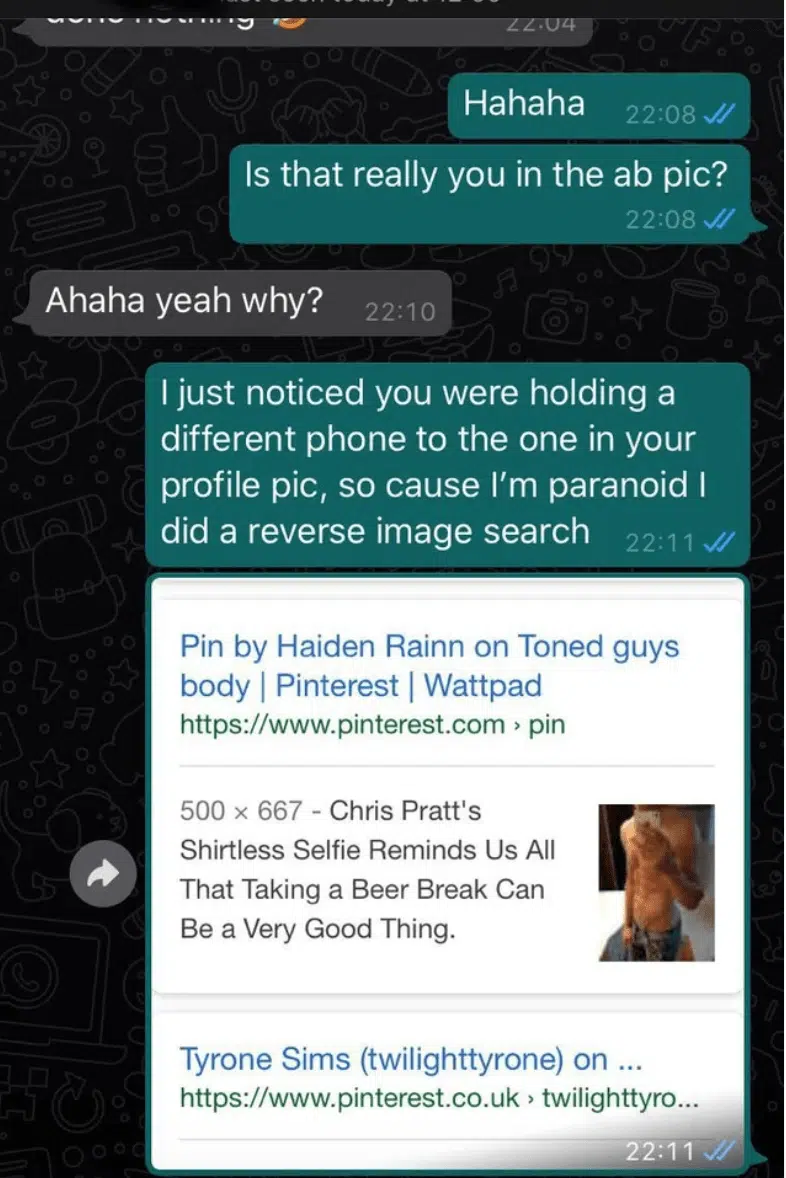 22:04
Hahaha 22:08
Is that really you in the ab pic?
22:08
Ahaha yeah why? 22:10
I just noticed you were holding a
different phone to the one in your
profile pic, so cause I'm paranoid I
did a reverse image search 22:11
Pin by Haiden Rainn on Toned guys
body | Pinterest | Wattpad
https://www.pinterest.com › pin
500 × 667 - Chris Pratt's
Shirtless Selfie Reminds Us All
That Taking a Beer Break Can
Be a Very Good Thing.
Tyrone Sims (twilighttyrone) on ...
https://www.pinterest.co.uk › twilighttyro...
22:11